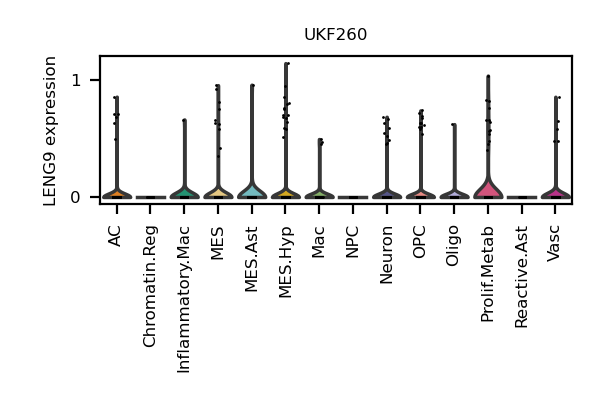 UKF260
LENG9 expression
1
0
AC
Chromatin.Reg
Inflammatory.Mac
MES
MES.Ast
MES.Hyp
Mac
NPC
Neuron
OPC
Oligo
Prolif.Metab
Reactive.Ast
Vasc